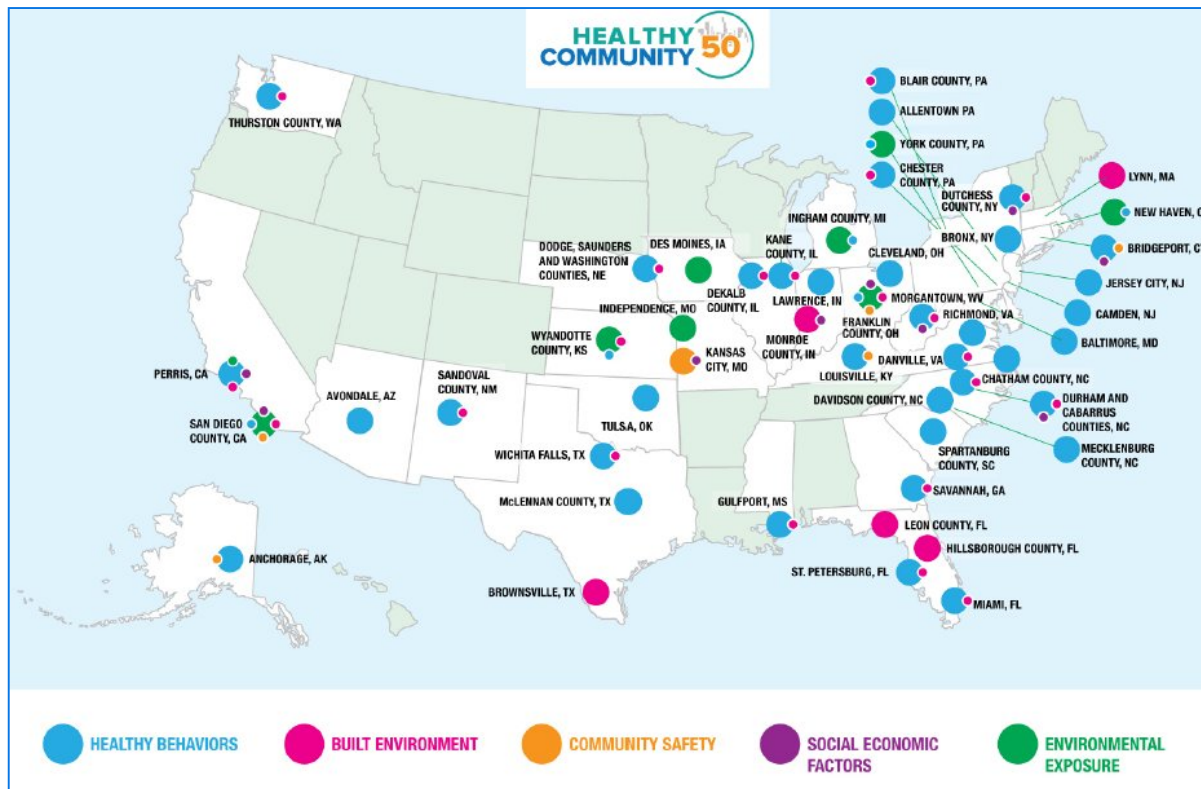 HEALTHY
COMMUNITY 50
BLAIR COUNTY, PA
ALLENTOWN PA
YORK COUNTY, PA
CHESTER
COUNTY, PA
THURSTON COUNTY, WA
LYNN, MA
DUTCHESS
COUNTY, NY
NEW HAVEN, C
INGHAM COUNTY, MI
BRONX, NY
BRIDGEPORT, C
DODGE, SAUNDERS
AND WASHINGTON
COUNTIES, NE
DES MOINES, IA
KANE
COUNTY, IL
CLEVELAND, OH
JERSEY CITY, NJ
DEKALB
COUNTY, IL
LAWRENCE, IN
MORGANTOWN, WV
CAMDEN, NJ
INDEPENDENCE, MO
FRANKLIN
COUNTY, OH
RICHMOND, VA
WYANDOTTE
COUNTY, KS
MONROE
COUNTY, IN
BALTIMORE, MD
KANSAS
CITY, MO
LOUISVILLE, KY
DANVILLE, VA
PERRIS, CA
SANDOVAL
COUNTY, NM
CHATHAM COUNTY, NC
AVONDALE, AZ
DAVIDSON COUNTY, NC
DURHAM AND
CABARRUS
COUNTIES, NC
SAN DIEGO
COUNTY, CA
TULSA, OK
MECKLENBURG
COUNTY, NC
WICHITA FALLS, TX
SPARTANBURG
COUNTY, SC
McLENNAN COUNTY, TX
GULFPORT, MS
SAVANNAH, GA
LEON COUNTY, FL
HILLSBOROUGH COUNTY, FL
ANCHORAGE, AK
ST. PETERSBURG, FL
BROWNSVILLE, TX
MIAMI, FL
HEALTHY BEHAVIORS
BUILT ENVIRONMENT
COMMUNITY SAFETY
SOCIAL ECONOMIC
FACTORS
ENVIRONMENTAL
EXPOSURE